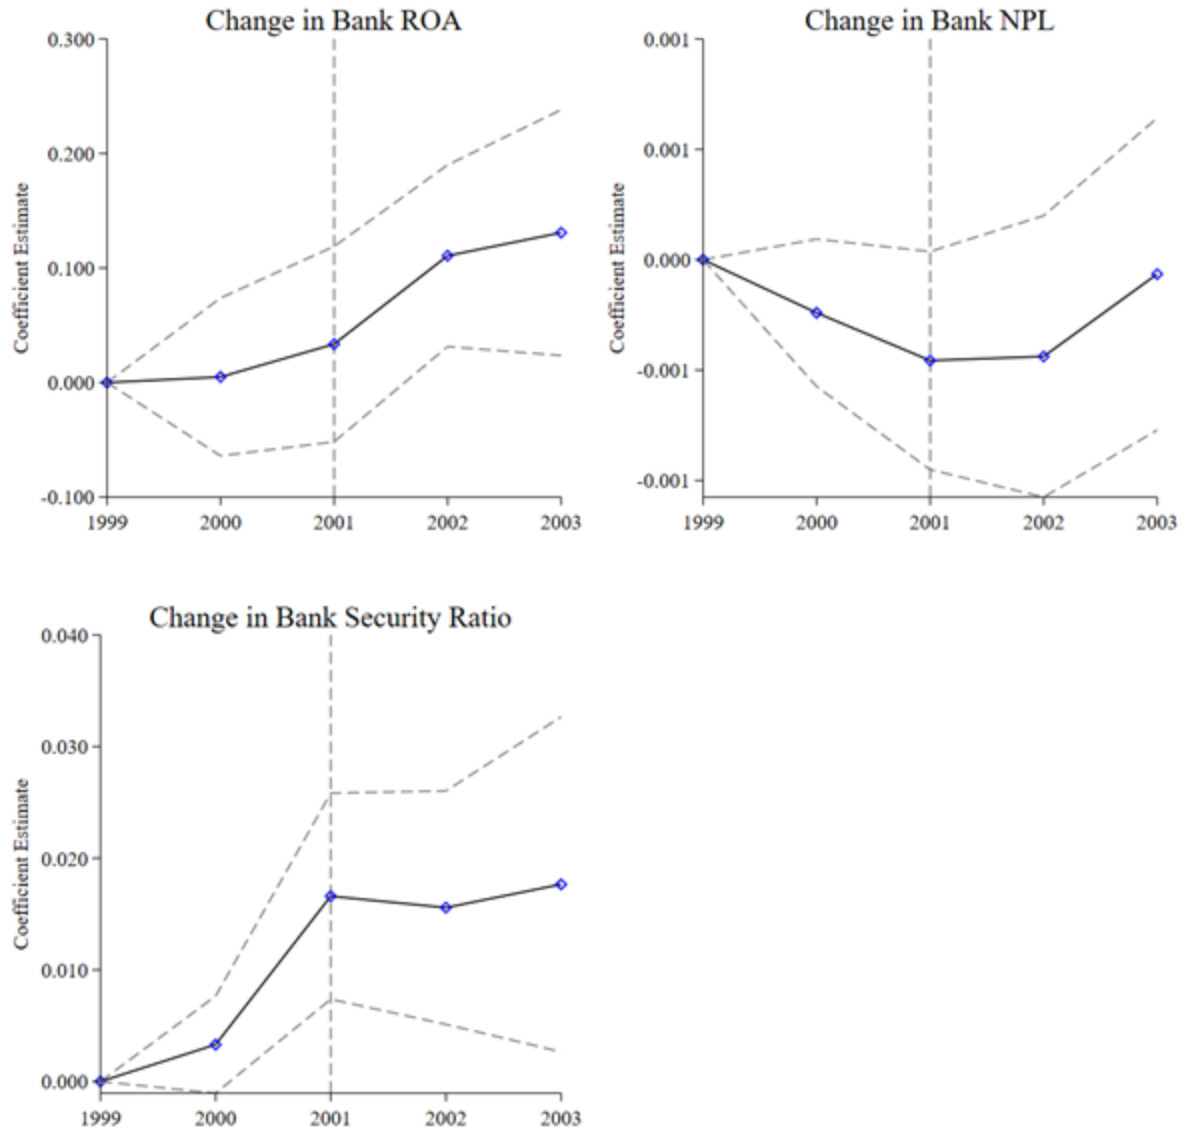 Change in Bank ROA
0.300
0.200
0.100
0.000
-0.100
Coefficient Estimate
1999 2000 2001 2002 2003
Change in Bank NPL
0.001
0.001
0.000
-0.001
-0.001
Coefficient Estimate
1999 2000 2001 2002 2003
Change in Bank Security Ratio
0.040
0.030
0.020
0.010
0.000
Coefficient Estimate
1999 2000 2001 2002 2003